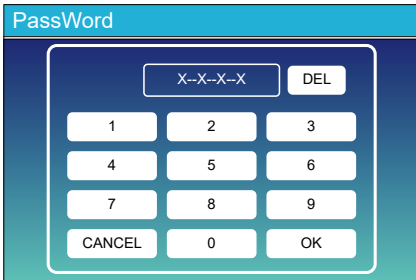 PassWord
X--X--X--X DEL
1 2 3
4 5 6
7 8 9
CANCEL 0 OK